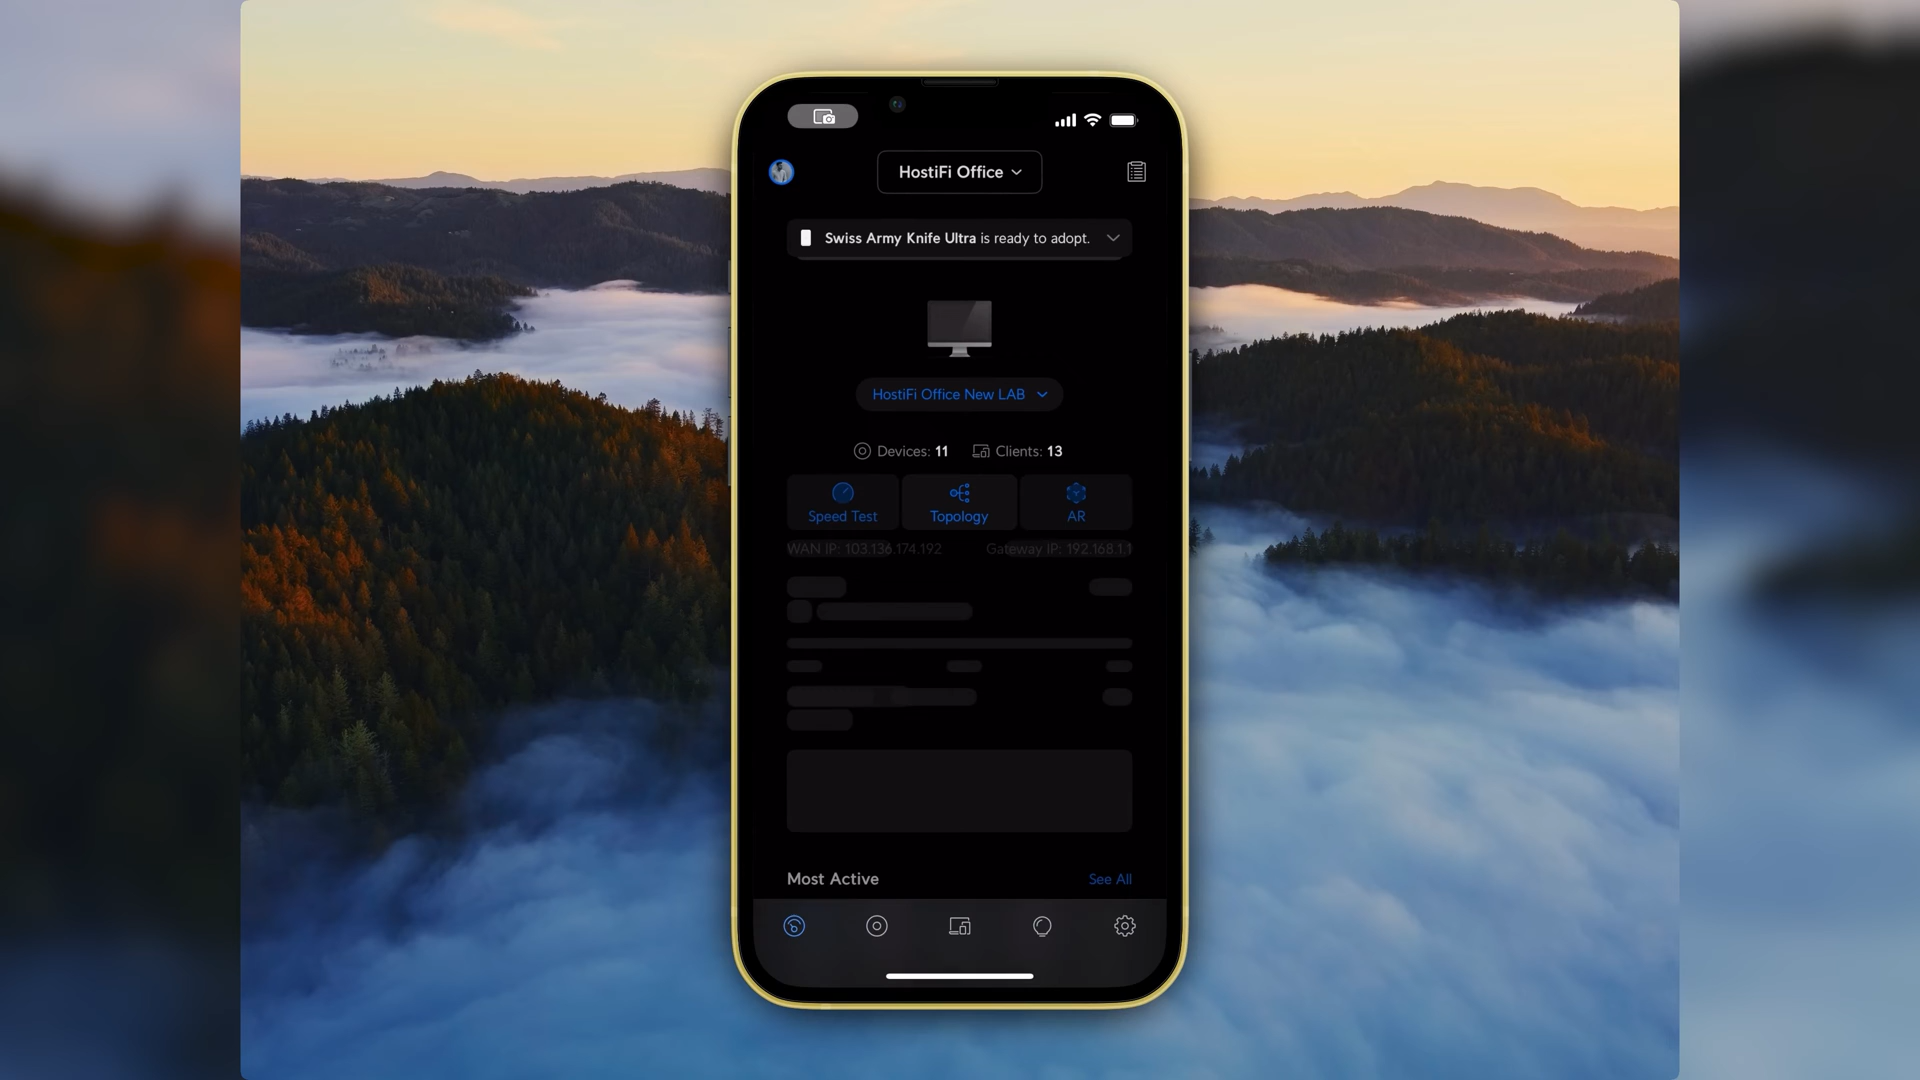 HostiFi Office
Swiss Army Knife Ultra is ready to adopt.
HostiFi Office New LAB
Devices: 11 Clients: 13
Speed Test Topology AR
WAN IP: 103.136.174.192 Gateway IP: 192.168.1.1
Most Active See All